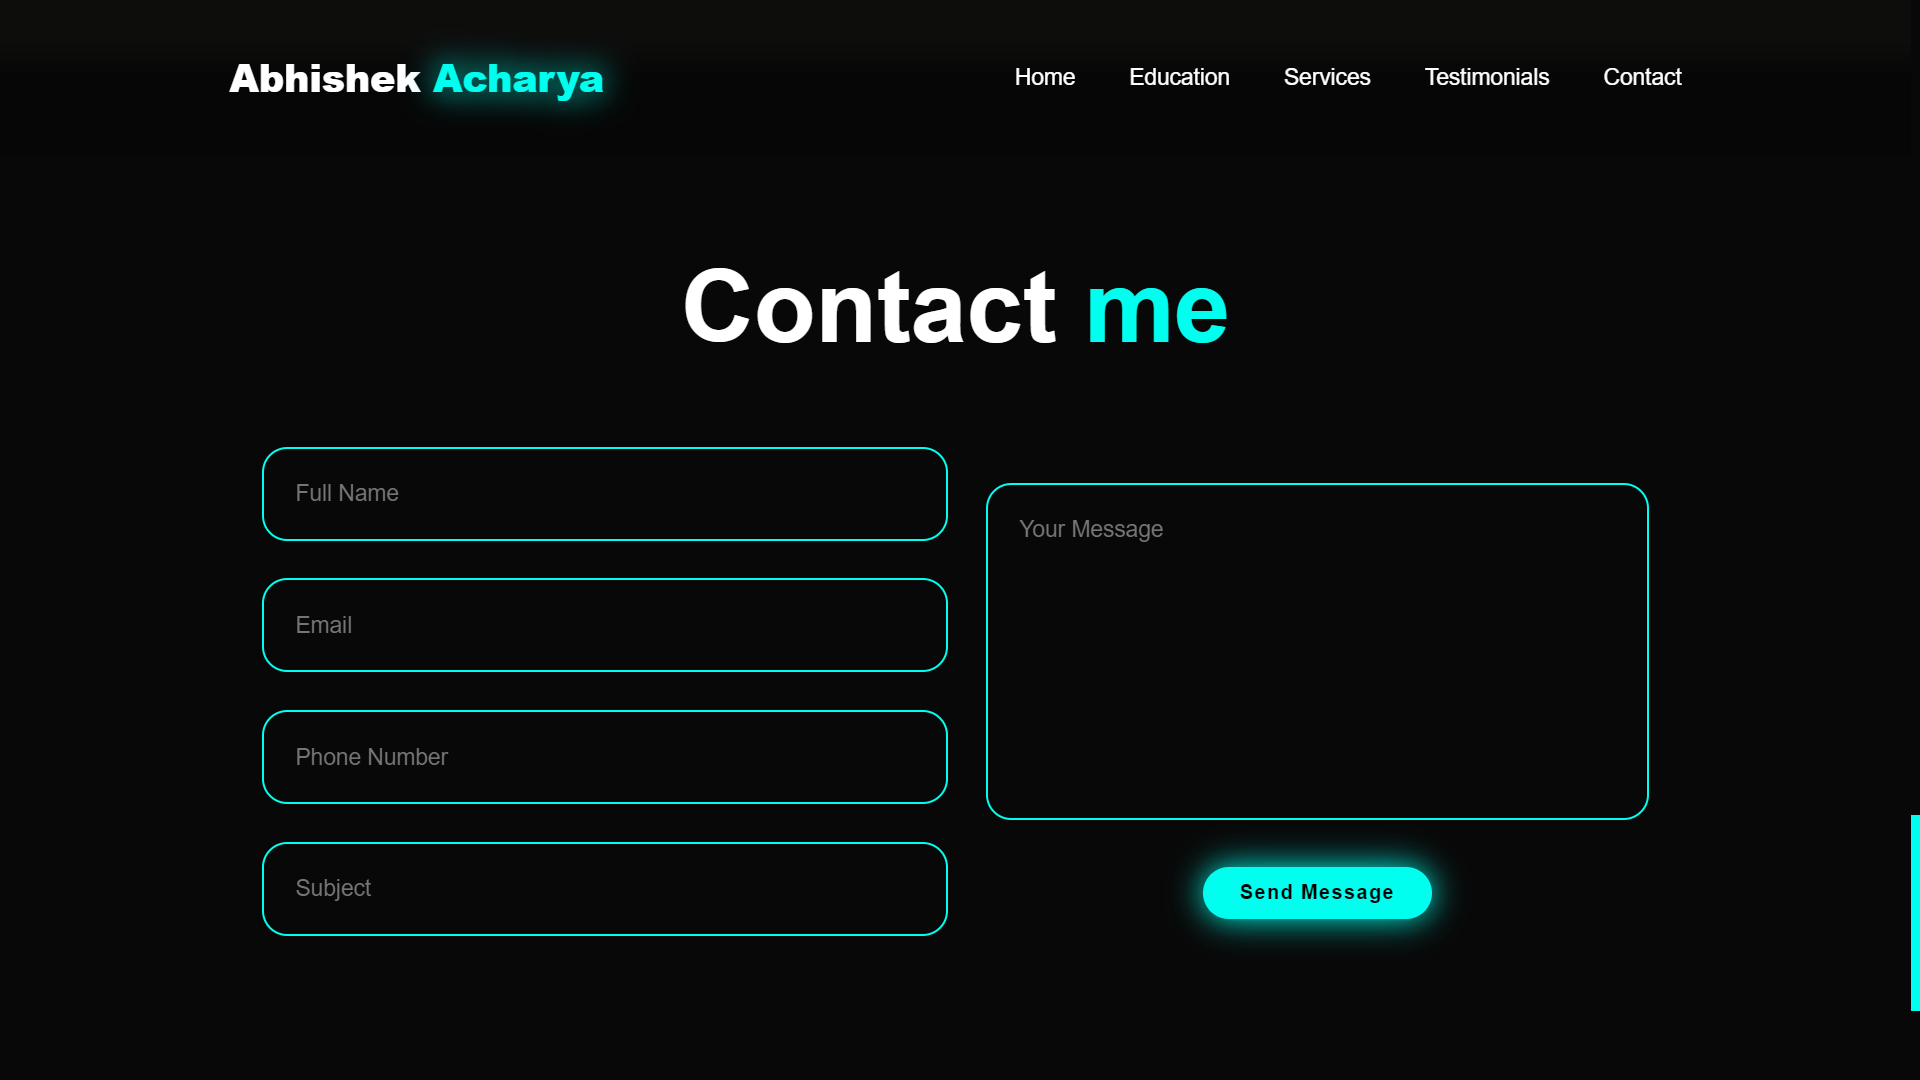 Abhishek Acharya
Home Education Services Testimonials Contact
Contact me
Full Name
Email
Phone Number
Subject
Your Message
Send Message